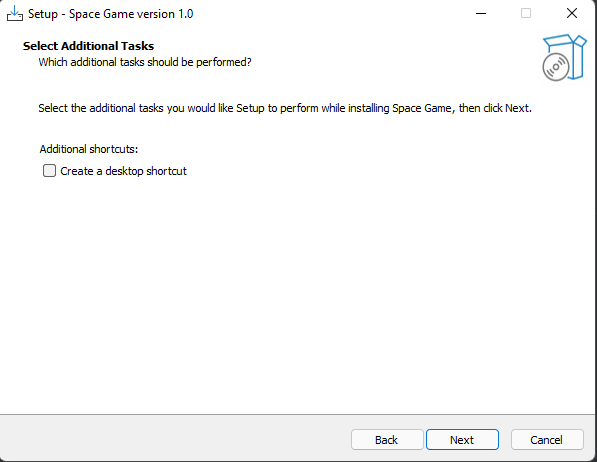 Setup - Space Game version 1.0
Select Additional Tasks
Which additional tasks should be performed?
Select the additional tasks you would like Setup to perform while installing Space Game, then click Next.
Additional shortcuts:
Create a desktop shortcut
Back Next Cancel